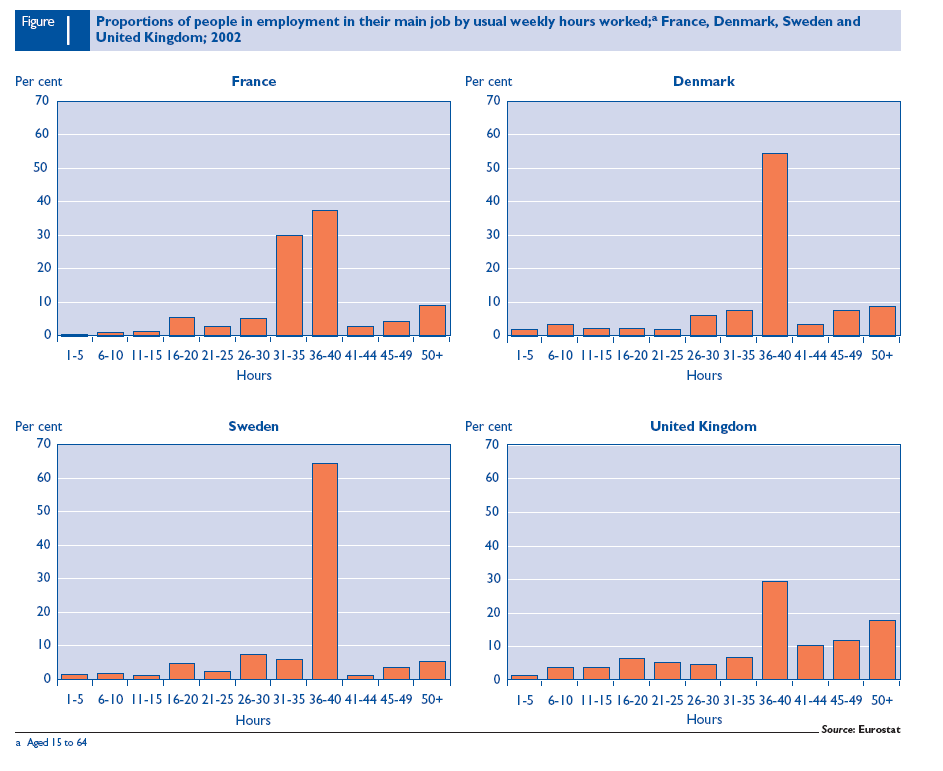 Figure
Proportions of people in employment in their main job by usual weekly hours worked;a France, Denmark, Sweden and
United Kingdom; 2002
Per cent
France
70
60
50
40
30
20
10
0
1-5 6-10 11-15 16-20 21-25 26-30 31-35 36-40 41-44 45-49 50+
Hours
Per cent
Denmark
70
60
50
40
30
20
10
0
1-5 6-10 11-15 16-20 21-25 26-30 31-35 36-40 41-44 45-49 50+
Hours
Per cent
Sweden
70
60
50
40
30
20
10
0
1-5 6-10 11-15 16-20 21-25 26-30 31-35 36-40 41-44 45-49 50+
Hours
Per cent
United Kingdom
70
60
50
40
30
20
10
0
1-5 6-10 11-15 16-20 21-25 26-30 31-35 36-40 41-44 45-49 50+
Hours
Source: Eurostat
a Aged 15 to 64